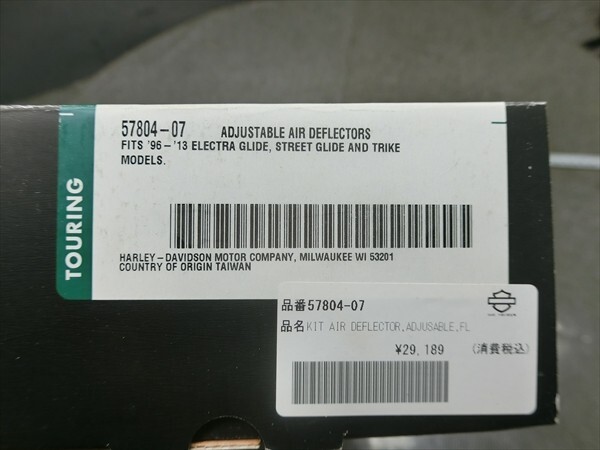 57804-07 ADJUSTABLE AIR DEFLECTORS
FITS '96-'13 ELECTRA GLIDE, STREET GLIDE AND TRIKE
MODELS.
TOURING
HARLEY-DAVIDSON MOTOR COMPANY, MILWAUKEE WI 53201
COUNTRY OF ORIGIN TAIWAN
品番57804-07
品名KIT AIR DEFLECTOR,ADJUSABLE,FL
¥29,189 (消費税込)